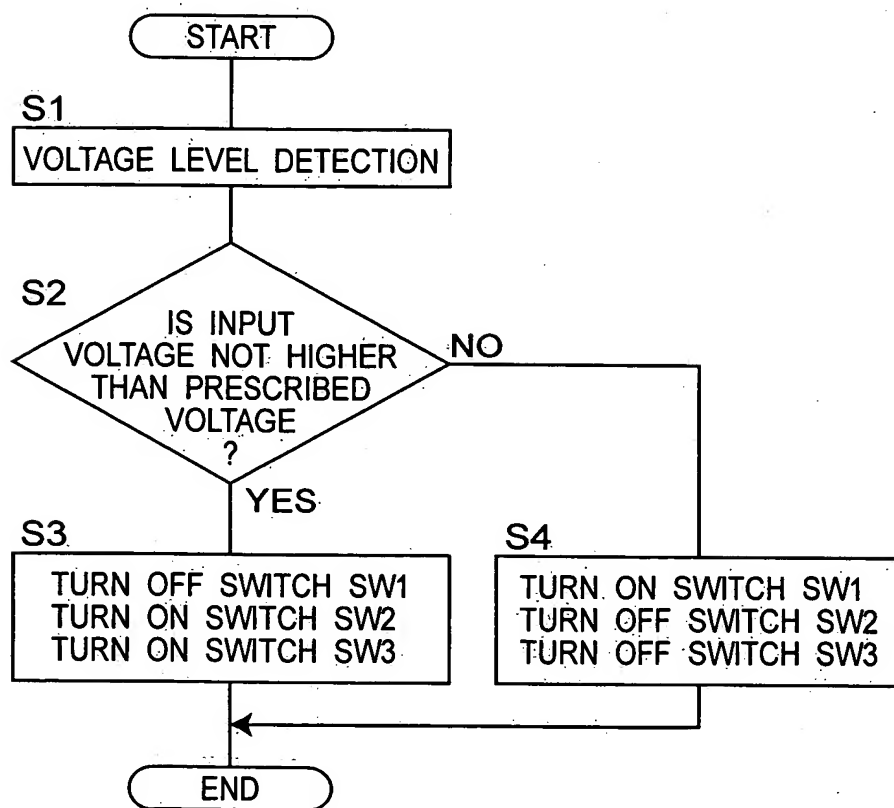 START
S1
VOLTAGE LEVEL DETECTION
S2
IS INPUT
VOLTAGE NOT HIGHER
THAN PRESCRIBED
VOLTAGE
?
NO
YES
S3
TURN OFF SWITCH SW1
TURN ON SWITCH SW2
TURN ON SWITCH SW3
S4
TURN ON SWITCH SW1
TURN OFF SWITCH SW2
TURN OFF SWITCH SW3
END